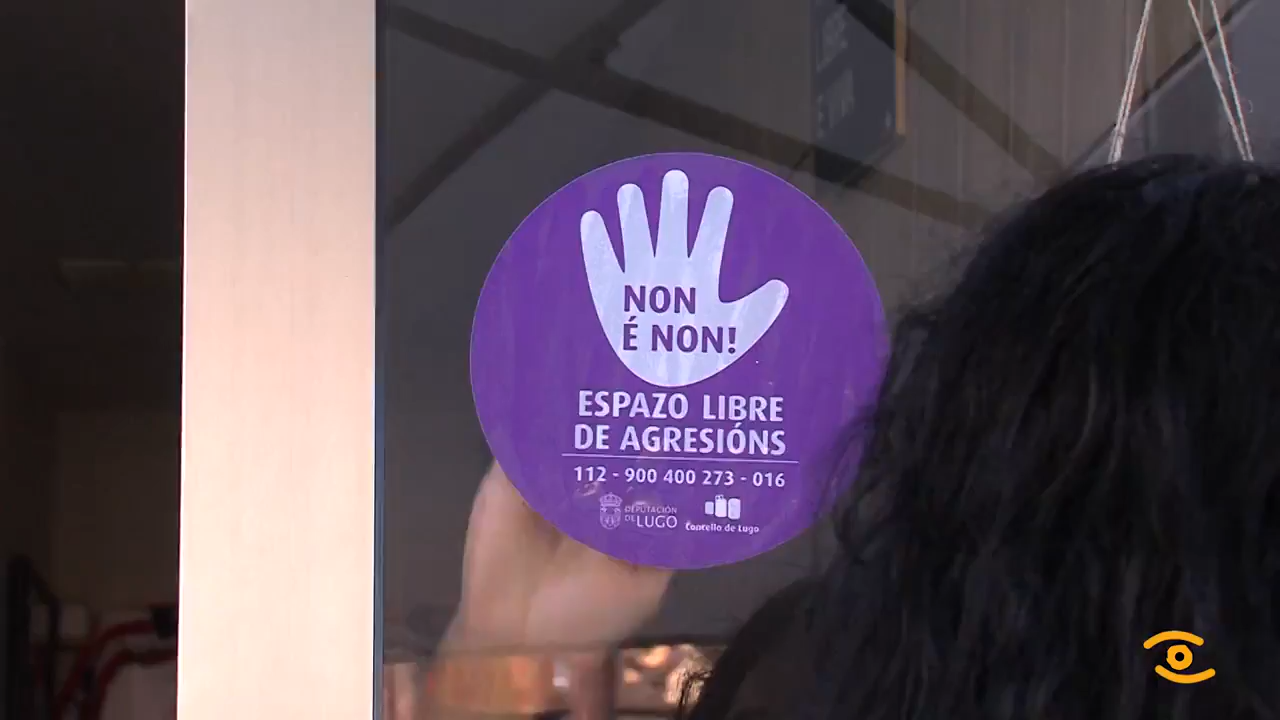 NON
É NON!
ESPAZO LIBRE
DE AGRESIÓNS
112 - 900 400 273 - 016
DEPUTACIÓN
DE LUGO
Concello de Lugo